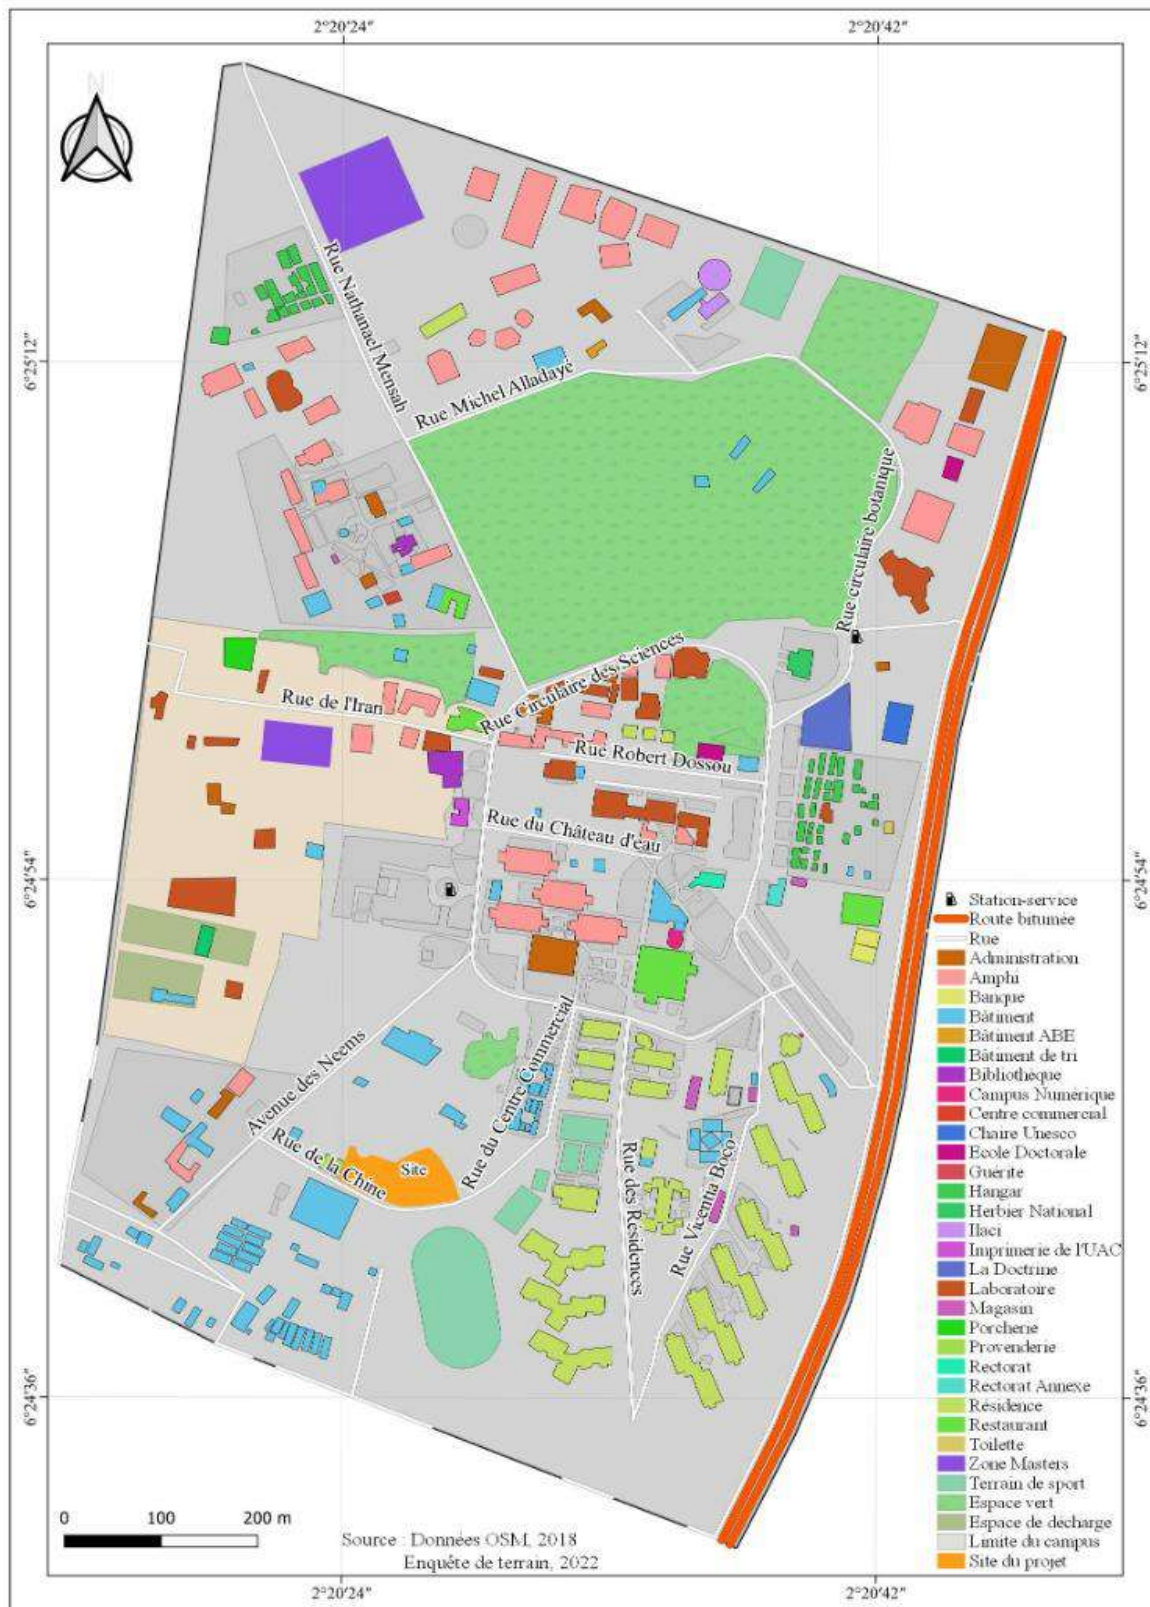 2°20'24"
2°20'42"
N
6°25'12"
6°25'12"
Rue Nathanael Mensah
Rue Michel Alladayé
Rue circulaire botanique
Rue Circulaire des Sciences
Rue de l'Iran
Rue Robert Dossou
Rue du Château d'eau
6°24'54"
6°24'54"
Avenue des Neems
Rue du Centre Commercial
Rue de la Chine
Site
Rue des Residences
Rue Vicentia Boco
6°24'36"
6°24'36"
Station-service
Route bitumée
Rue
Administration
Amphi
Banque
Bâtiment
Bâtiment ABE
Bâtiment de tri
Bibliothèque
Campus Numérique
Centre commercial
Chaire Unesco
Ecole Doctorale
Guérite
Hangar
Herbier National
Ilaci
Imprimerie de l'UAC
La Doctrine
Laboratoire
Magasin
Porcherie
Provenderie
Rectorat
Rectorat Annexe
Résidence
Restaurant
Toilette
Zone Masters
Terrain de sport
Espace vert
Espace de décharge
Limite du campus
Site du projet
0 100 200 m
Source : Données OSM, 2018
Enquête de terrain, 2022
2°20'24"
2°20'42"